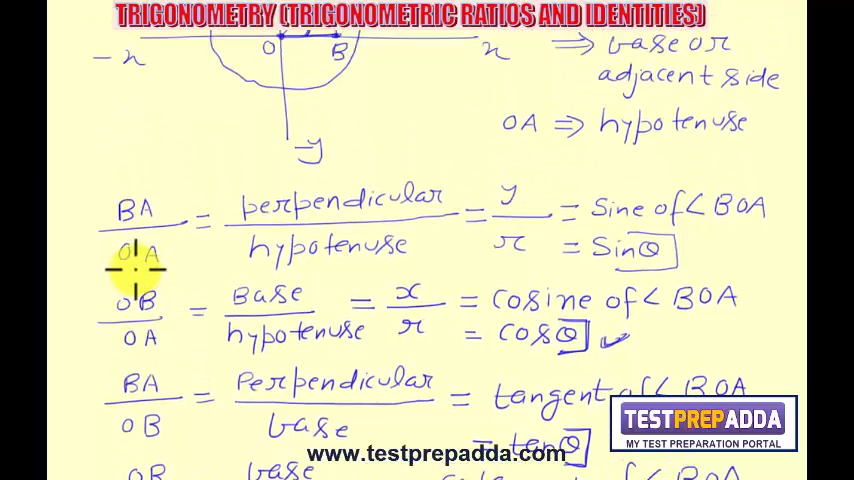 TRIGONOMETRY (TRIGONOMETRIC RATIOS AND IDENTITIES)
-x O B x ⇒ base or
adjacent side
OA ⇒ hypotenuse
-y
BA / OA = perpendicular / hypotenuse = y / r = Sine of ∠ BOA
= Sinθ
OB / OA = Base / hypotenuse = x / r = cosine of ∠ BOA
= cosθ ✓
BA / OB = Perpendicular / base = tangent of ∠ BOA
= tanθ
OB base
TESTPREPADDA
MY TEST PREPARATION PORTAL
www.testprepadda.com